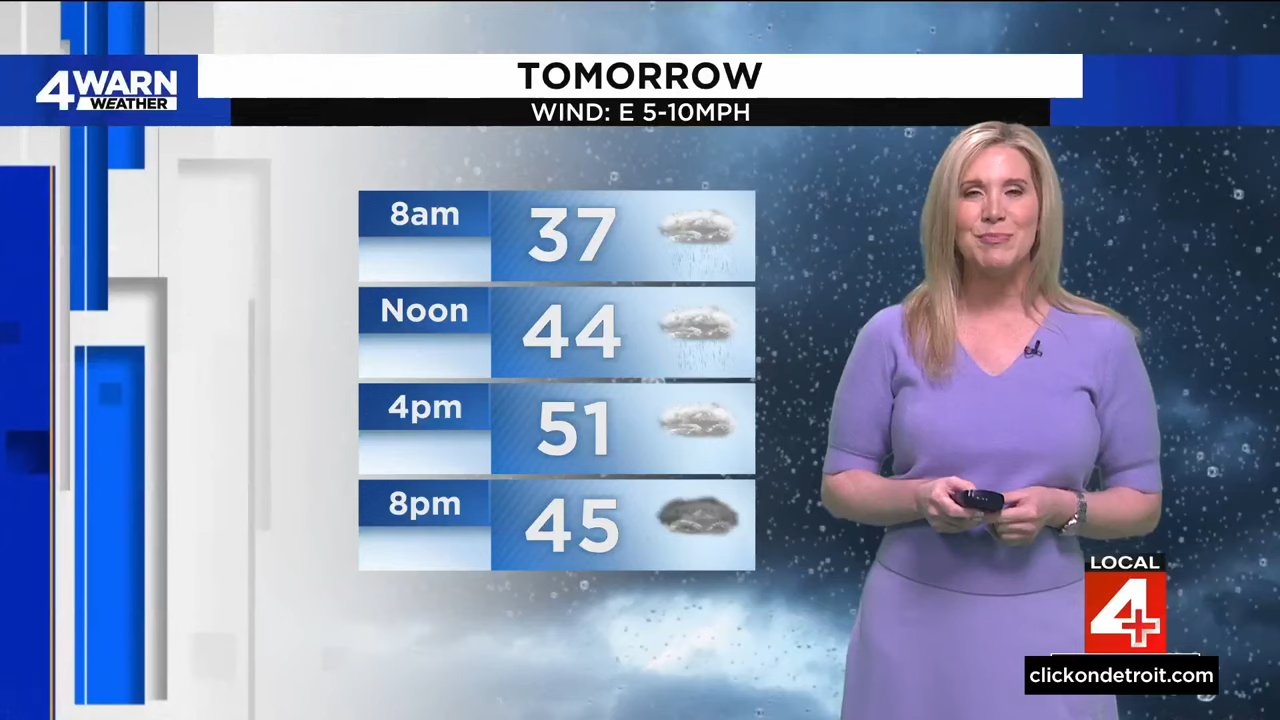 4WARN
WEATHER
TOMORROW
WIND: E 5-10MPH
8am 37
Noon 44
4pm 51
8pm 45
LOCAL
4+
clickondetroit.com